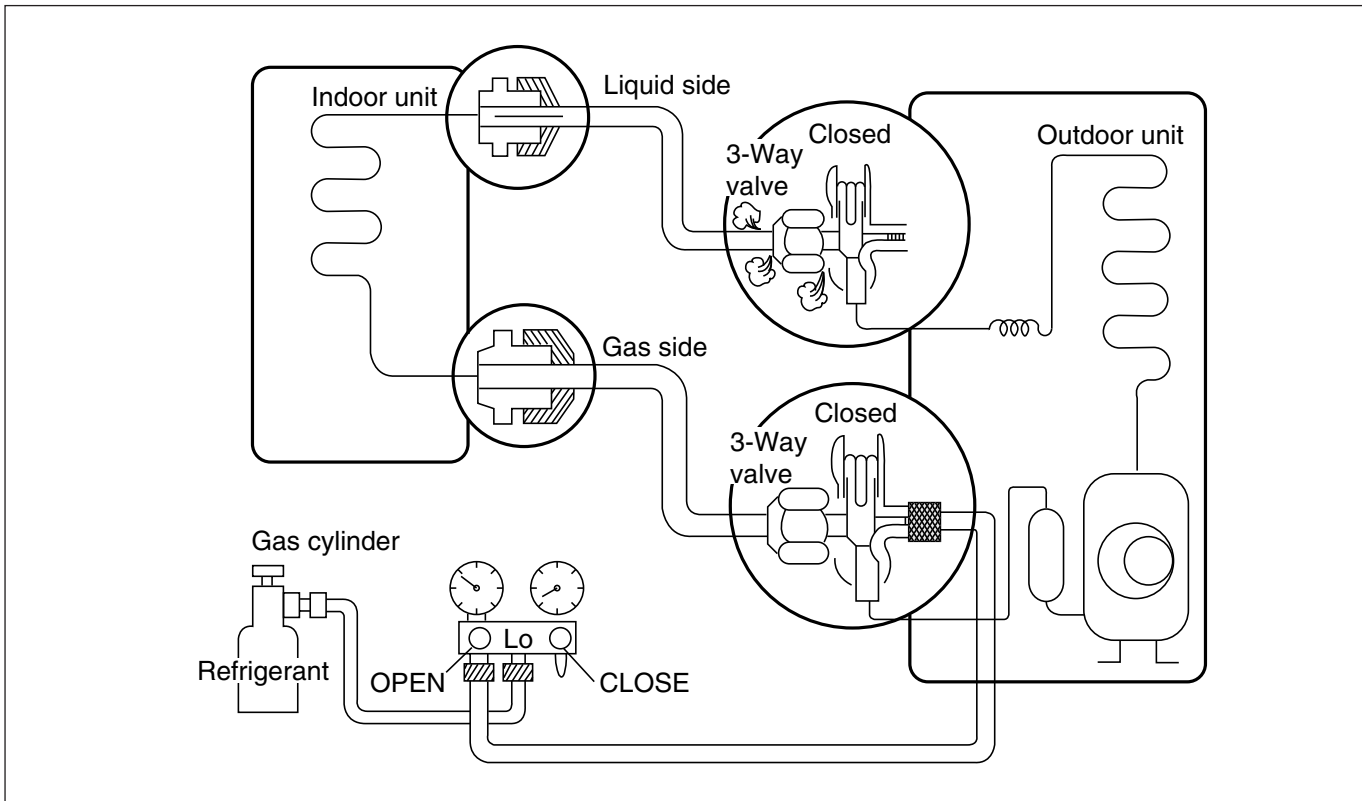 Indoor unit
Liquid side
Closed
3-Way
valve
Outdoor unit
Gas side
Closed
3-Way
valve
Gas cylinder
Refrigerant
Lo
OPEN
CLOSE